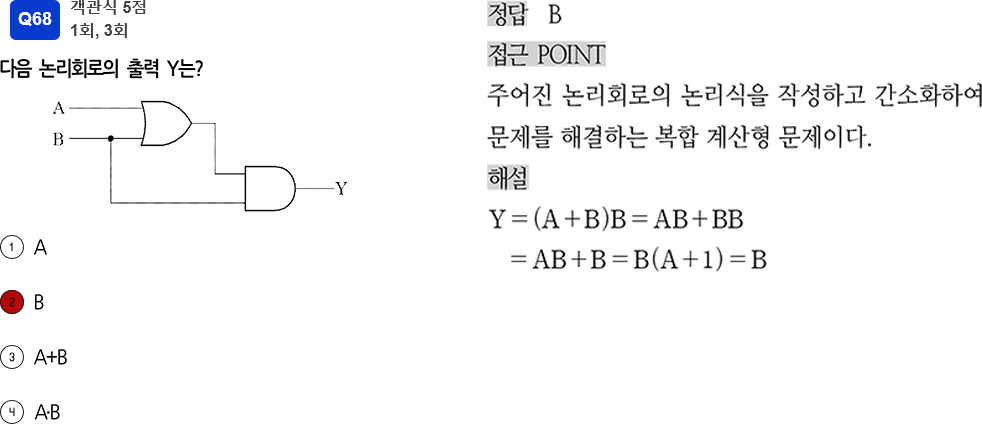 Q68
객관식 5점
1회, 3회
다음 논리회로의 출력 Y는?
A
B
Y
1 A
2 B
3 A+B
4 A·B
정답 B
접근 POINT
주어진 논리회로의 논리식을 작성하고 간소화하여
문제를 해결하는 복합 계산형 문제이다.
해설
Y=(A+B)B=AB+BB
=AB+B=B(A+1)=B